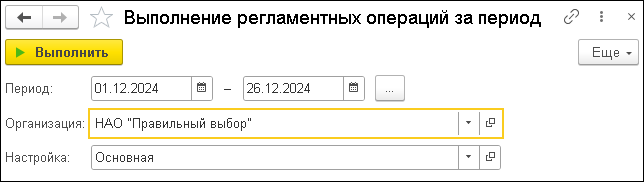 Выполнение регламентных операций за период
Выполнить Еще
Период: 01.12.2024 – 26.12.2024 ...
Организация: НАО "Правильный выбор"
Настройка: Основная